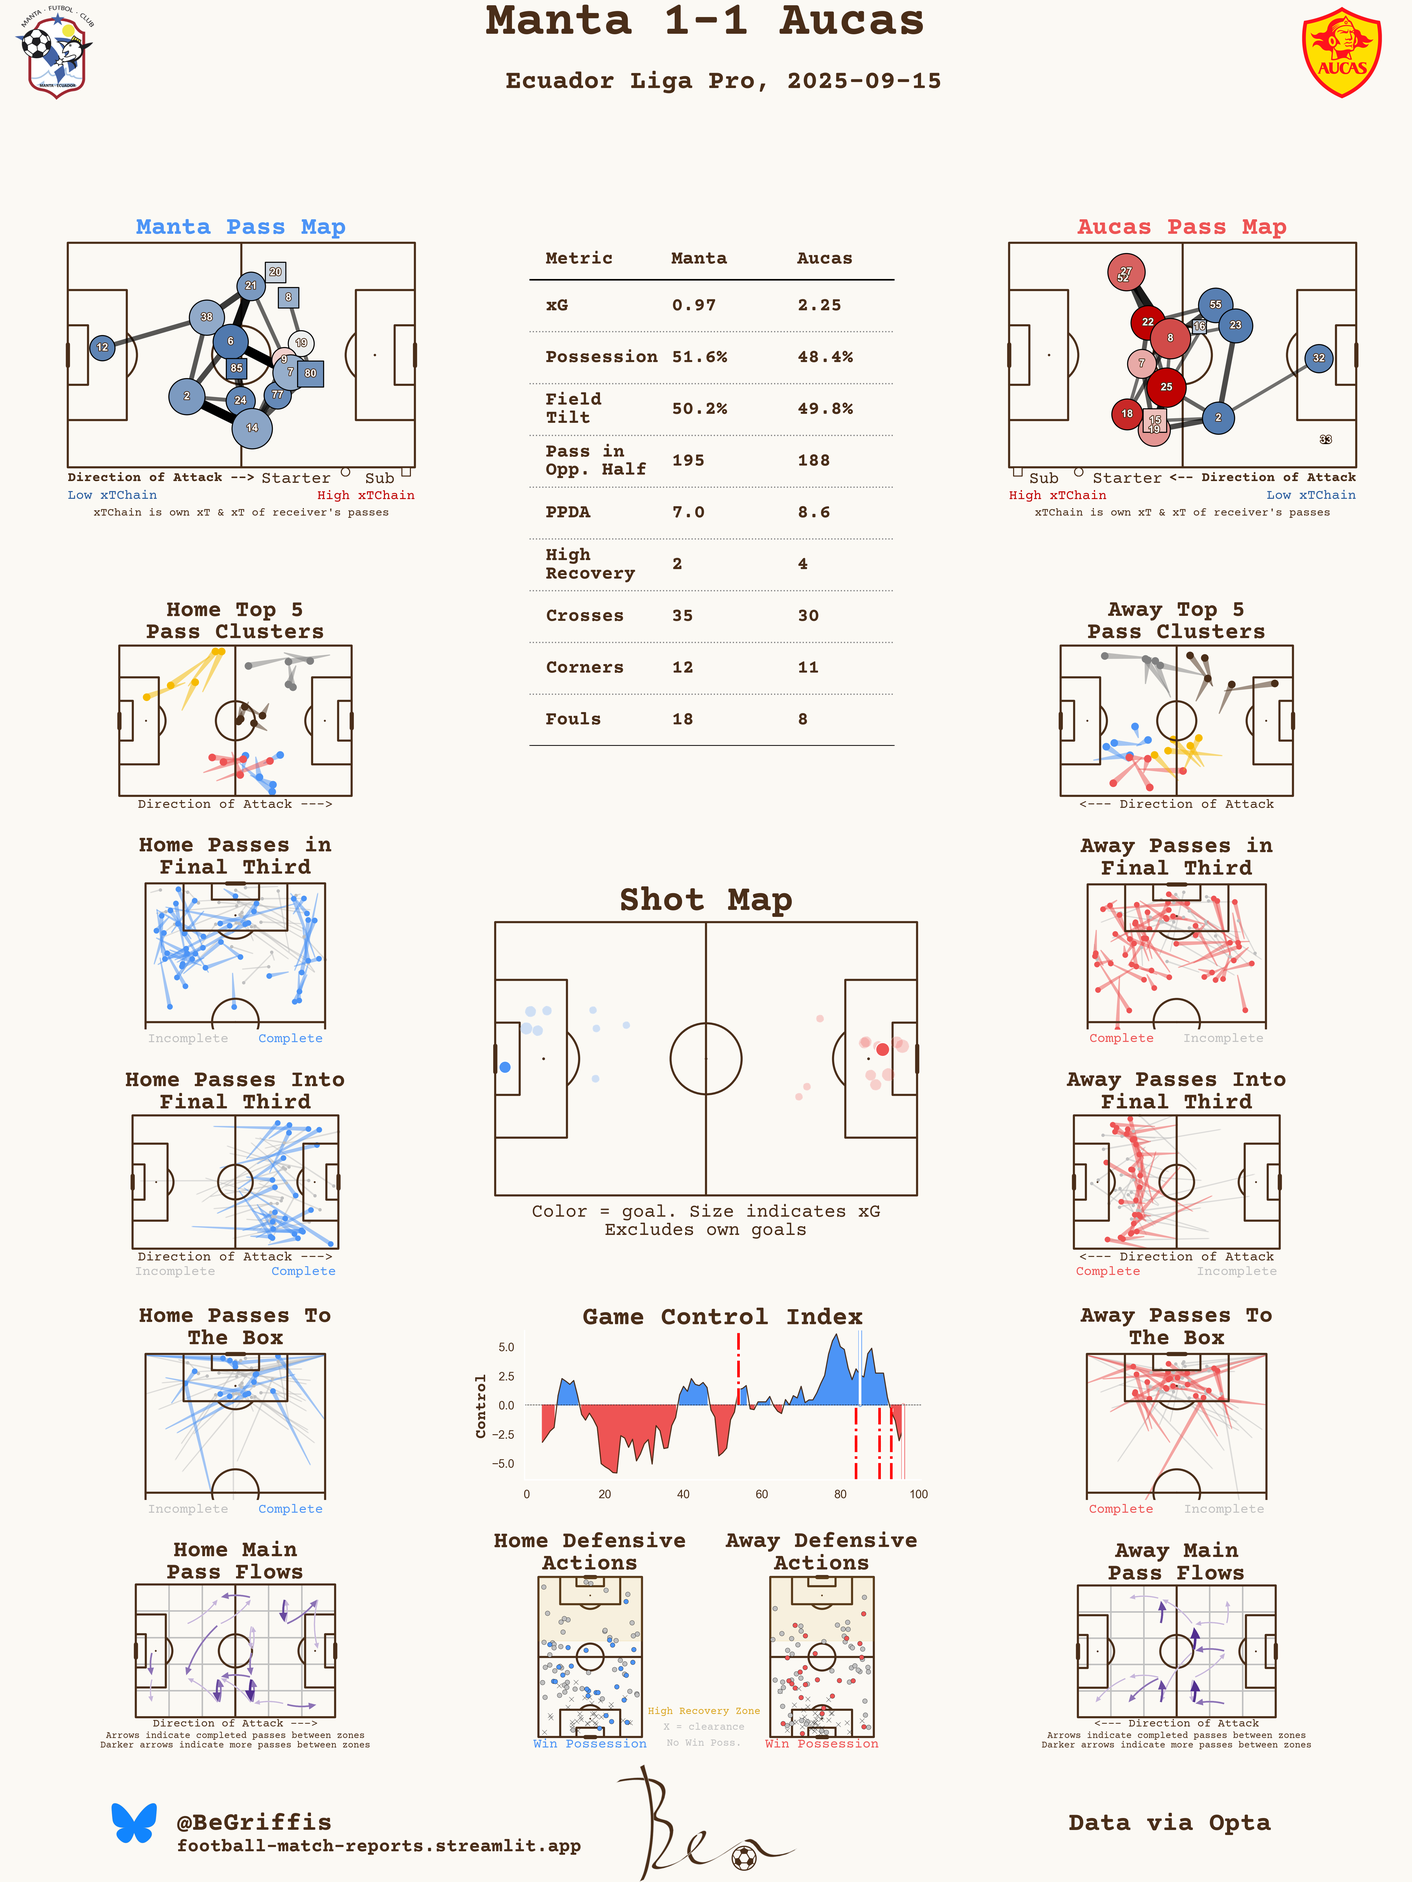 Manta 1-1 Aucas
Ecuador Liga Pro, 2025-09-15
MANTA · FUTBOL · CLUB
MANTA - ECUADOR
AUCAS
Manta Pass Map
20
21
8
38
6
19
12
9
85
7
80
2
24
77
14
Direction of Attack --> Starter Sub
Low xTChain High xTChain
xTChain is own xT & xT of receiver's passes
Metric Manta Aucas
xG 0.97 2.25
Possession 51.6% 48.4%
Field
Tilt 50.2% 49.8%
Pass in
Opp. Half 195 188
PPDA 7.0 8.6
High
Recovery 2 4
Crosses 35 30
Corners 12 11
Fouls 18 8
Aucas Pass Map
27
52
55
22
16
23
8
7
32
25
18
15
2
19
33
Sub Starter <-- Direction of Attack
High xTChain Low xTChain
xTChain is own xT & xT of receiver's passes
Home Top 5
Pass Clusters
Direction of Attack --->
Away Top 5
Pass Clusters
<--- Direction of Attack
Home Passes in
Final Third
Incomplete Complete
Shot Map
Color = goal. Size indicates xG
Excludes own goals
Away Passes in
Final Third
Complete Incomplete
Home Passes Into
Final Third
Direction of Attack --->
Incomplete Complete
Away Passes Into
Final Third
<--- Direction of Attack
Complete Incomplete
Home Passes To
The Box
Incomplete Complete
Game Control Index
Control
5.0
2.5
0.0
−2.5
−5.0
0 20 40 60 80 100
Away Passes To
The Box
Complete Incomplete
Home Main
Pass Flows
Direction of Attack --->
Arrows indicate completed passes between zones
Darker arrows indicate more passes between zones
Home Defensive
Actions
Win Possession
High Recovery Zone
X = clearance
No Win Poss.
Away Defensive
Actions
Win Possession
Away Main
Pass Flows
<--- Direction of Attack
Arrows indicate completed passes between zones
Darker arrows indicate more passes between zones
@BeGriffis
football-match-reports.streamlit.app
Ben
Data via Opta